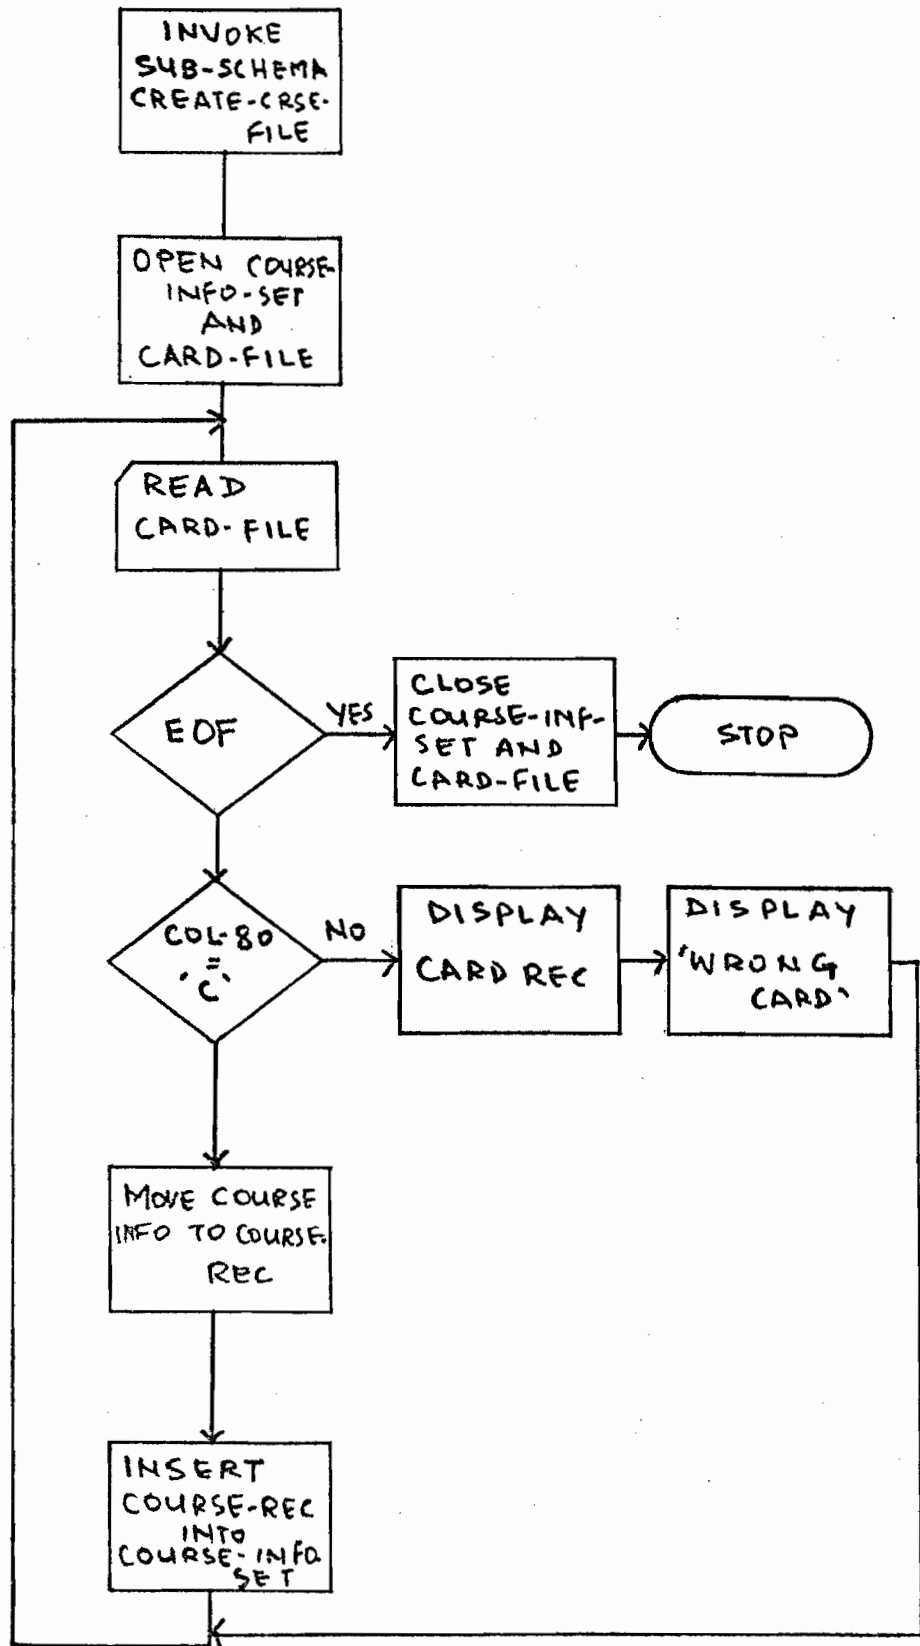 INVOKE
SUB-SCHEMA
CREATE-CRSE-
FILE
OPEN COURSE-
INFO-SET
AND
CARD-FILE
READ
CARD-FILE
EOF
YES
CLOSE
COURSE-INF-
SET AND
CARD-FILE
STOP
COL-80
=
'C'
NO
DISPLAY
CARD REC
DISPLAY
'WRONG
CARD'
MOVE COURSE
INFO TO COURSE-
REC
INSERT
COURSE-REC
INTO
COURSE-INFO-
SET